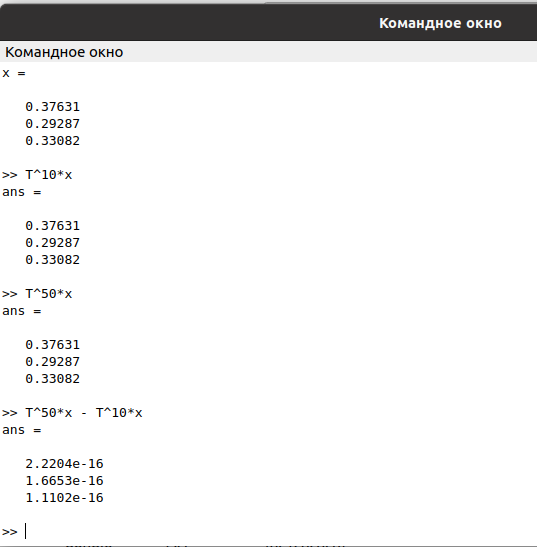 Командное окно
Командное окно
x =
0.37631
0.29287
0.33082
>> T^10*x
ans =
0.37631
0.29287
0.33082
>> T^50*x
ans =
0.37631
0.29287
0.33082
>> T^50*x - T^10*x
ans =
2.2204e-16
1.6653e-16
1.1102e-16
>>